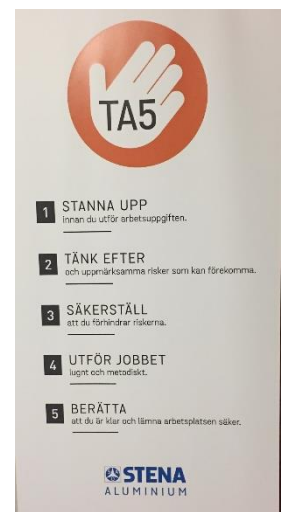 TA5
1 STANNA UPP
innan du utför arbetsuppgiften.
2 TÄNK EFTER
och uppmärksamma risker som kan förekomma.
3 SÄKERSTÄLL
att du förhindrar riskerna.
4 UTFÖR JOBBET
lugnt och metodiskt.
5 BERÄTTA
att du är klar och lämna arbetsplatsen säker.
STENA
ALUMINIUM